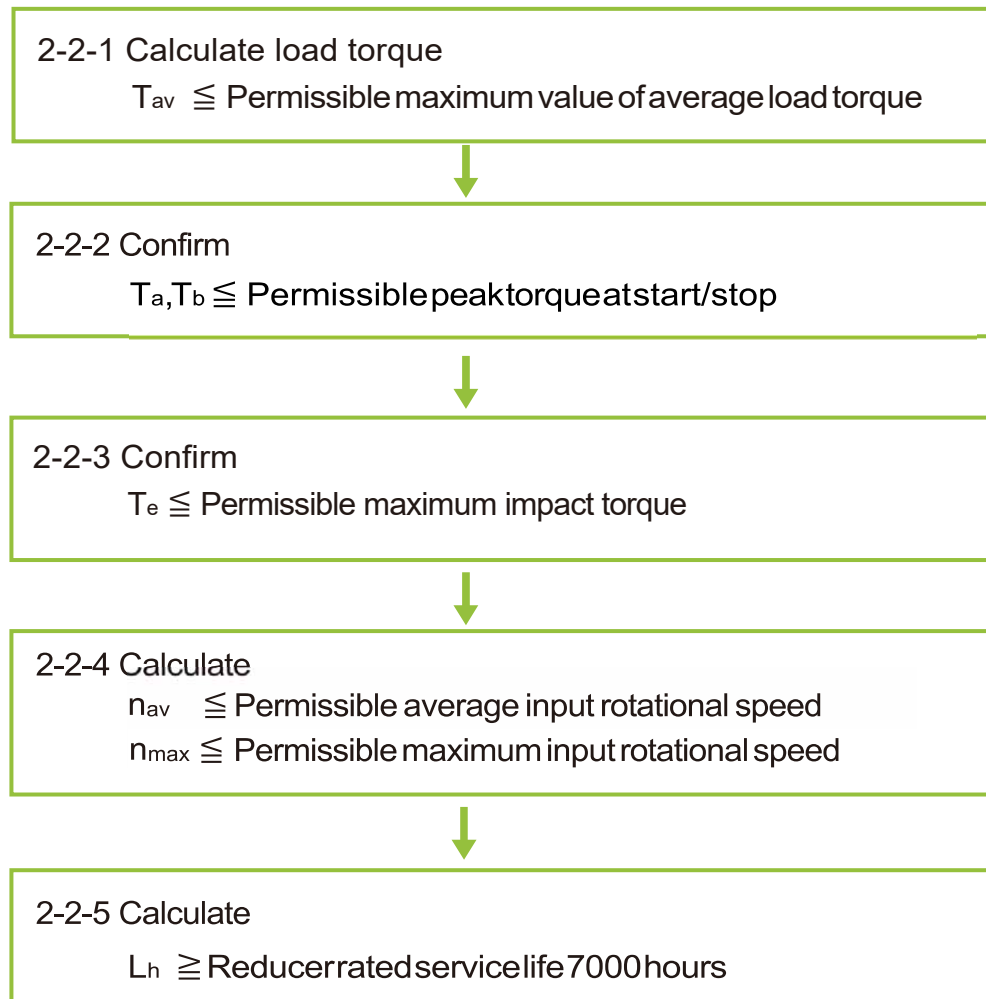 2-2-1 Calculate load torque
Tav ≦ Permissible maximum value of average load torque
2-2-2 Confirm
Ta,Tb ≦ Permissible peak torque at start/stop
2-2-3 Confirm
Te ≦ Permissible maximum impact torque
2-2-4 Calculate
nav ≦ Permissible average input rotational speed
nmax ≦ Permissible maximum input rotational speed
2-2-5 Calculate
Lh ≧ Reducer rated service life 7000 hours